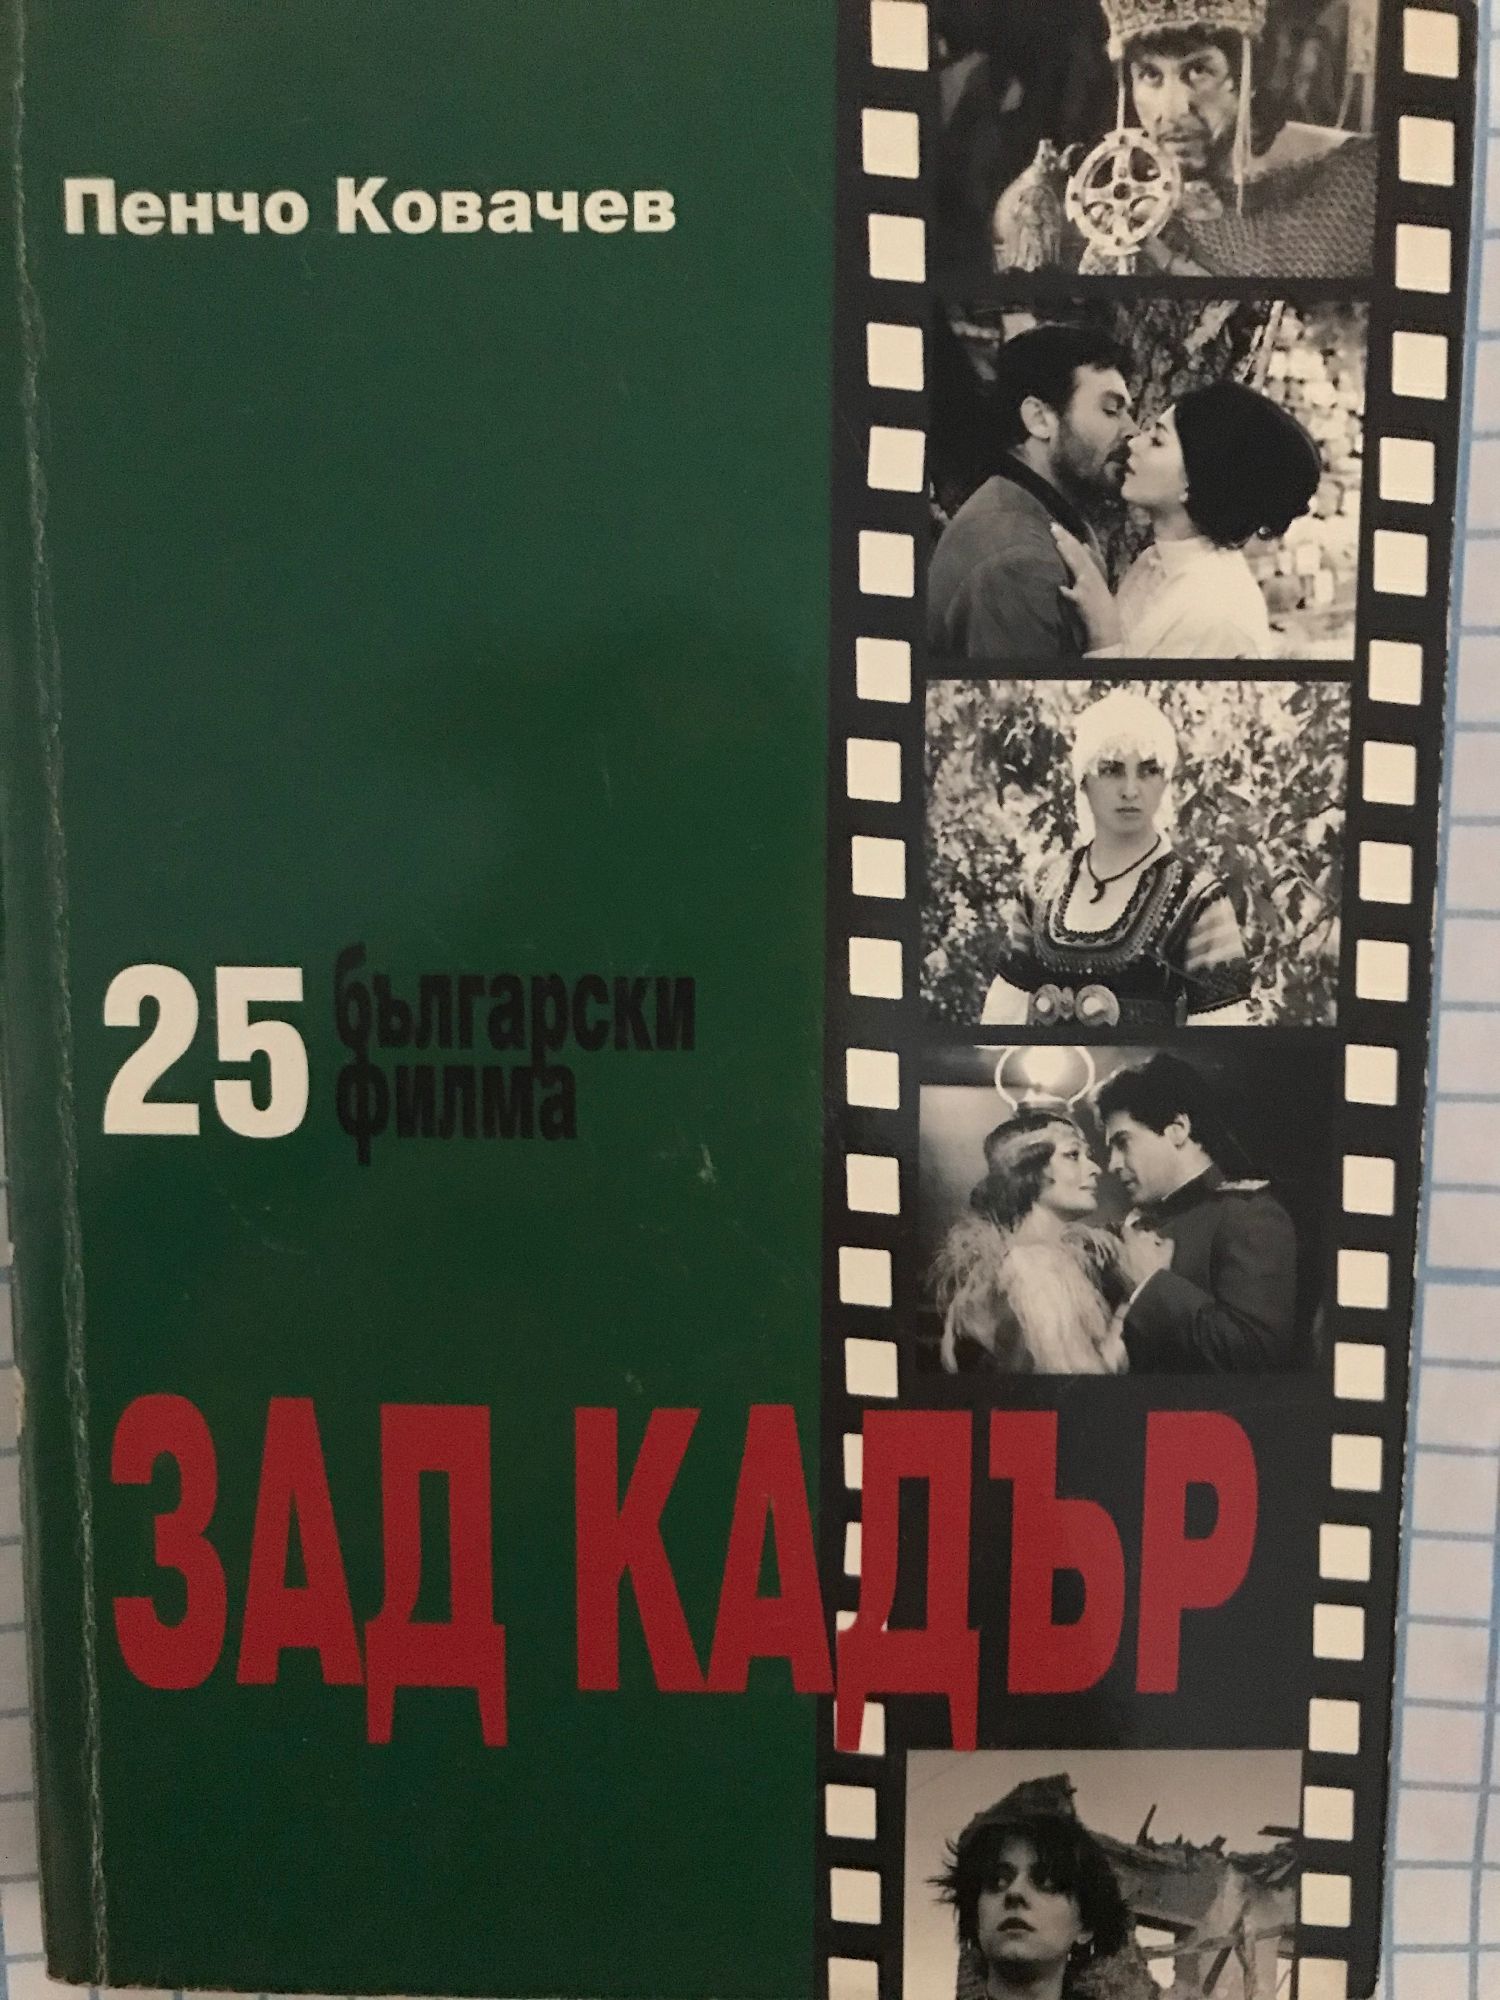 Пенчо Ковачев
25 български
филма
ЗАД КАДЪР